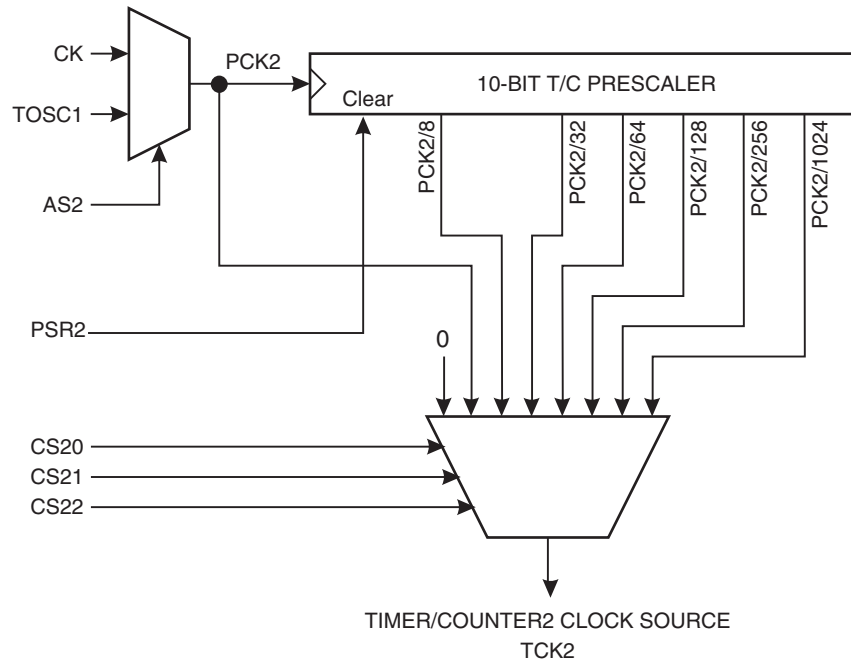 CK
PCK2
10-BIT T/C PRESCALER
TOSC1
Clear
PCK2/8
PCK2/32
PCK2/64
PCK2/128
PCK2/256
PCK2/1024
AS2
PSR2
0
CS20
CS21
CS22
TIMER/COUNTER2 CLOCK SOURCE
TCK2